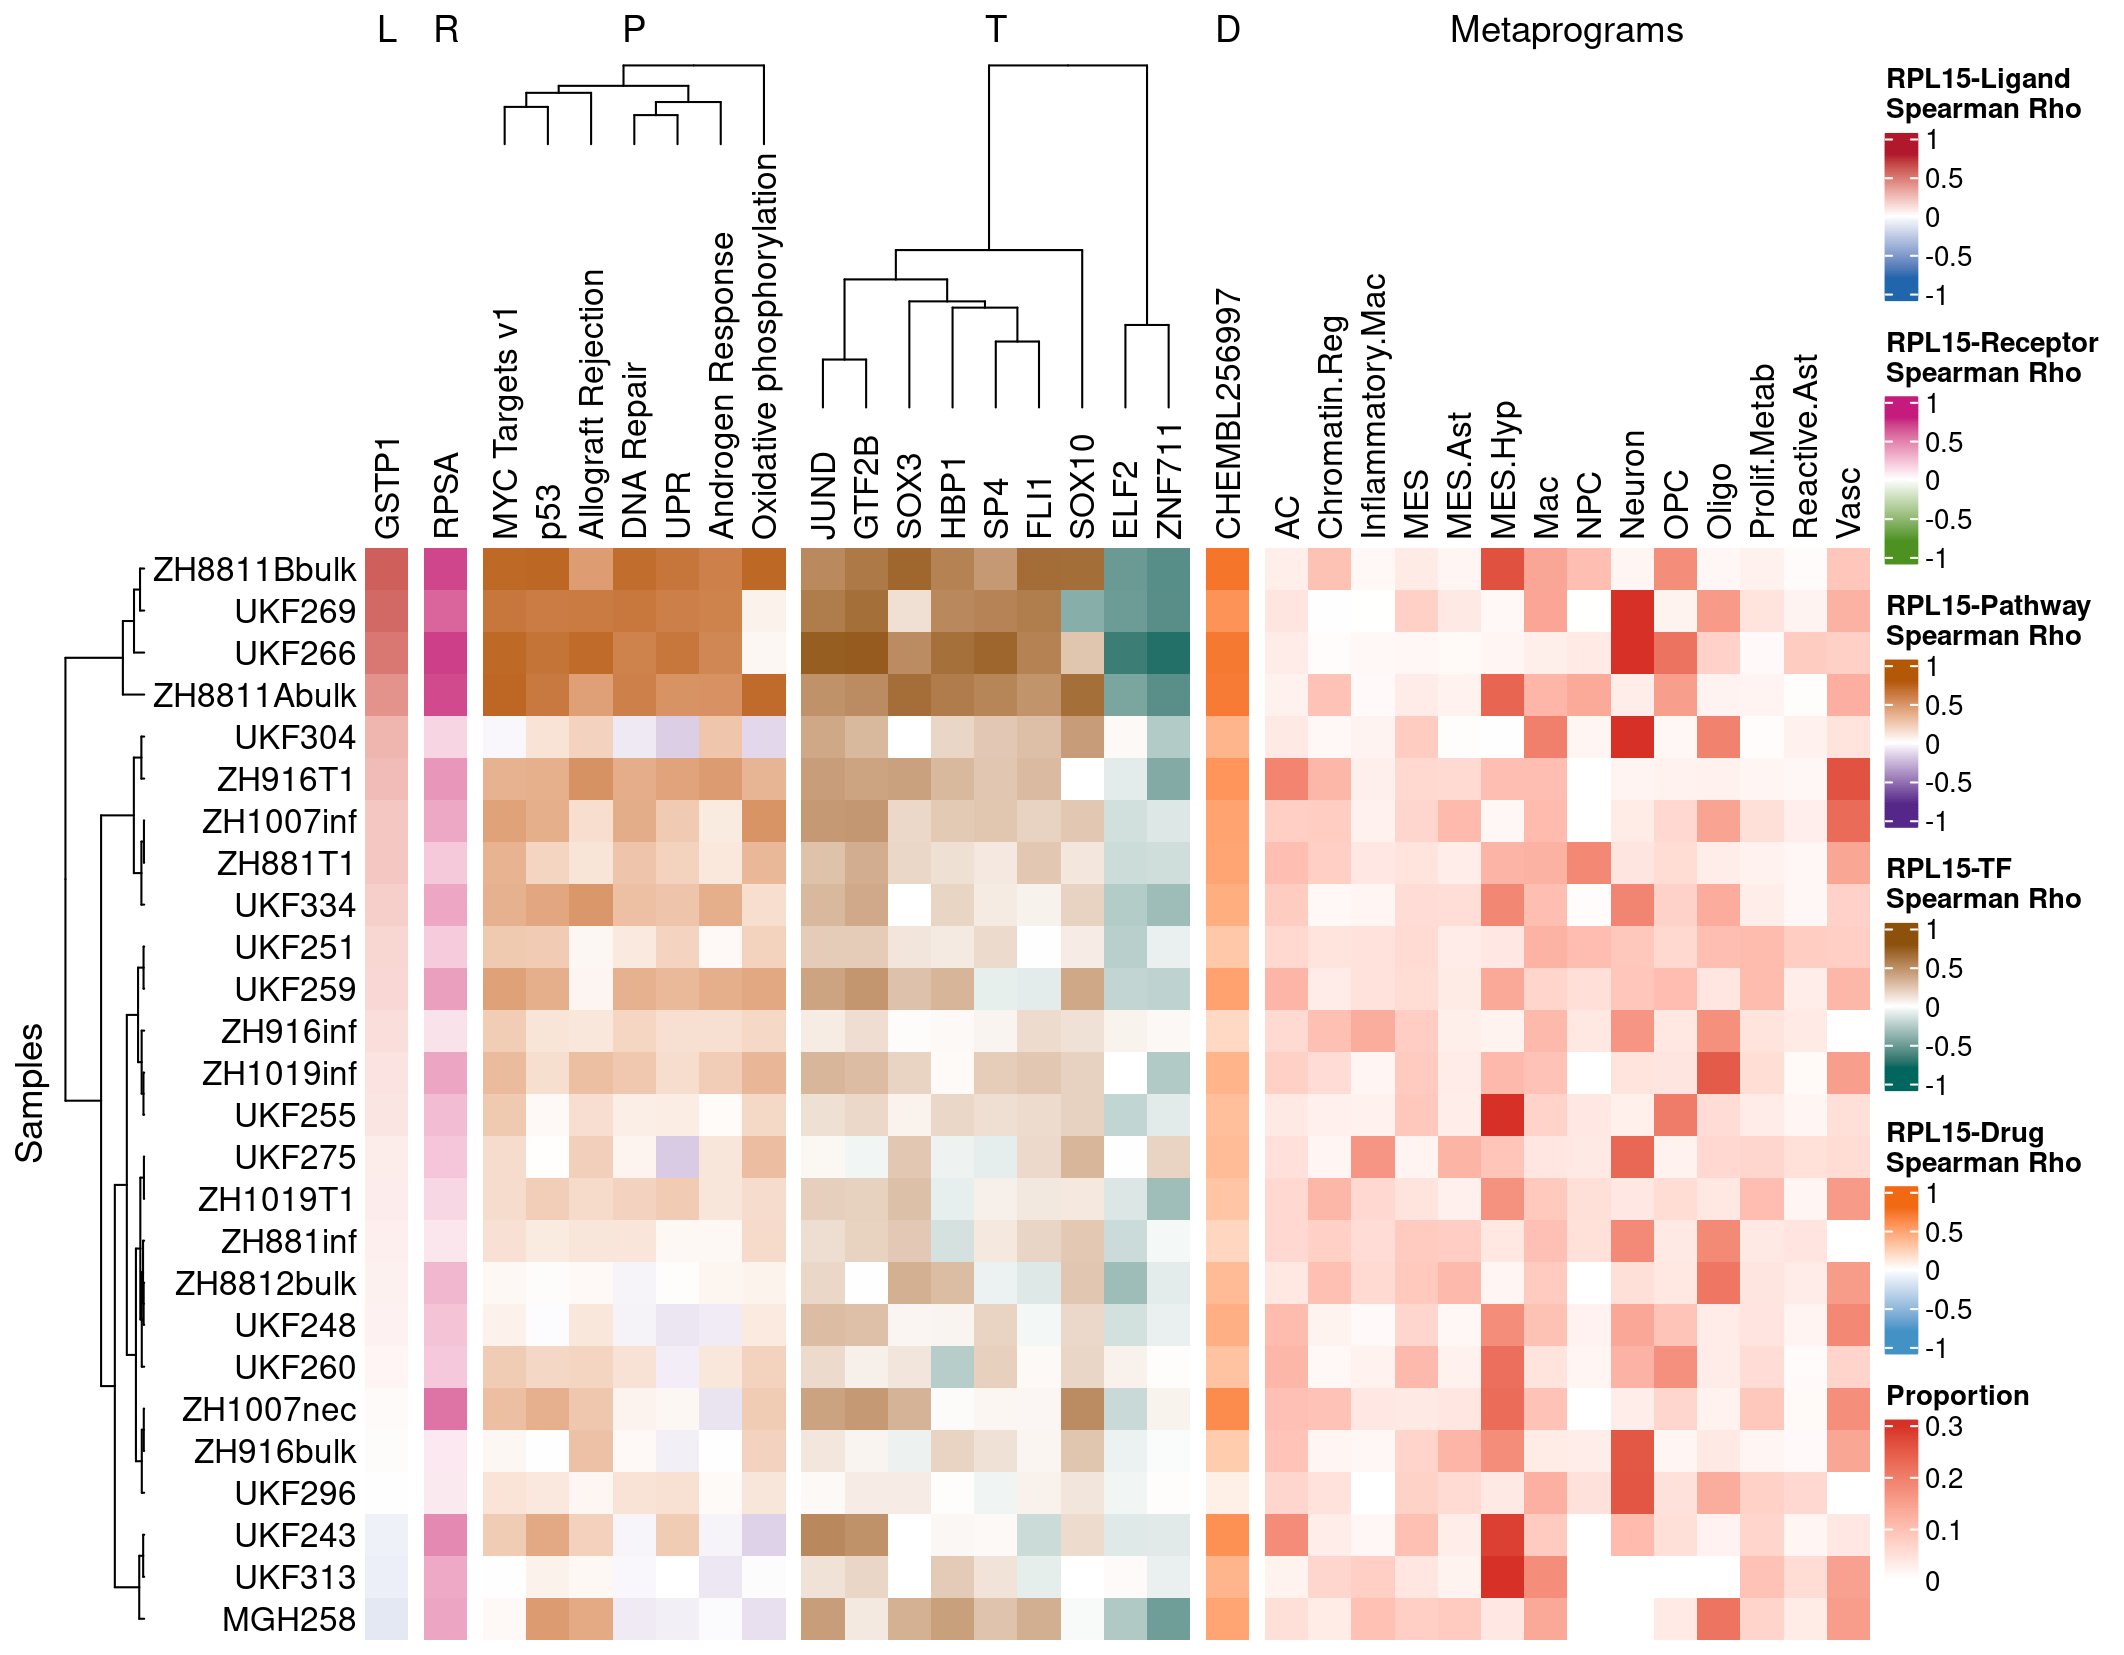 L R P T D Metaprograms
GSTP1
RPSA
MYC Targets v1
p53
Allograft Rejection
DNA Repair
UPR
Androgen Response
Oxidative phosphorylation
JUND
GTF2B
SOX3
HBP1
SP4
FLI1
SOX10
ELF2
ZNF711
CHEMBL256997
AC
Chromatin.Reg
Inflammatory.Mac
MES
MES.Ast
MES.Hyp
Mac
NPC
Neuron
OPC
Oligo
Prolif.Metab
Reactive.Ast
Vasc
Samples
ZH8811Bbulk
UKF269
UKF266
ZH8811Abulk
UKF304
ZH916T1
ZH1007inf
ZH881T1
UKF334
UKF251
UKF259
ZH916inf
ZH1019inf
UKF255
UKF275
ZH1019T1
ZH881inf
ZH8812bulk
UKF248
UKF260
ZH1007nec
ZH916bulk
UKF296
UKF243
UKF313
MGH258
RPL15-Ligand
Spearman Rho
1
0.5
0
-0.5
-1
RPL15-Receptor
Spearman Rho
1
0.5
0
-0.5
-1
RPL15-Pathway
Spearman Rho
1
0.5
0
-0.5
-1
RPL15-TF
Spearman Rho
1
0.5
0
-0.5
-1
RPL15-Drug
Spearman Rho
1
0.5
0
-0.5
-1
Proportion
0.3
0.2
0.1
0